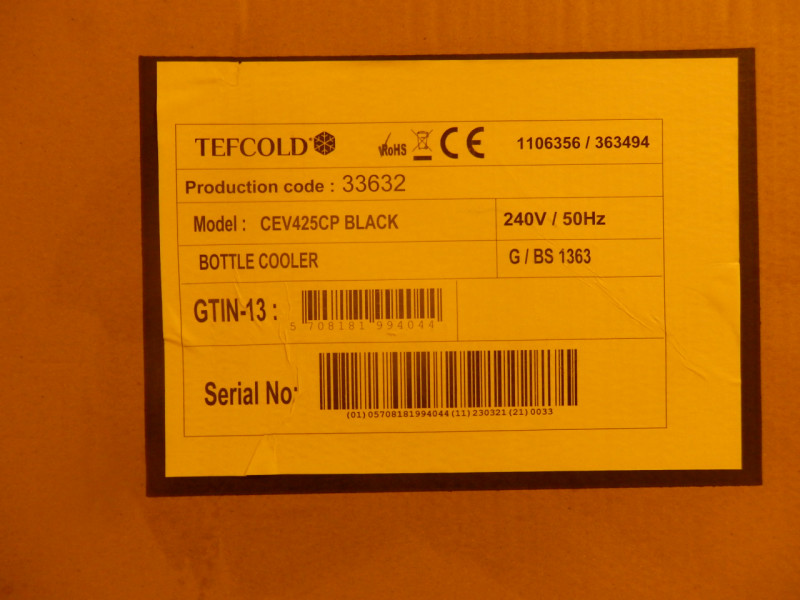 TEFCOLD RoHS CE 1106356 / 363494
Production code : 33632
Model : CEV425CP BLACK 240V / 50Hz
BOTTLE COOLER G / BS 1363
GTIN-13 :
5 708181 994044
Serial No:
(01)05708181994044(11)230321(21)0033